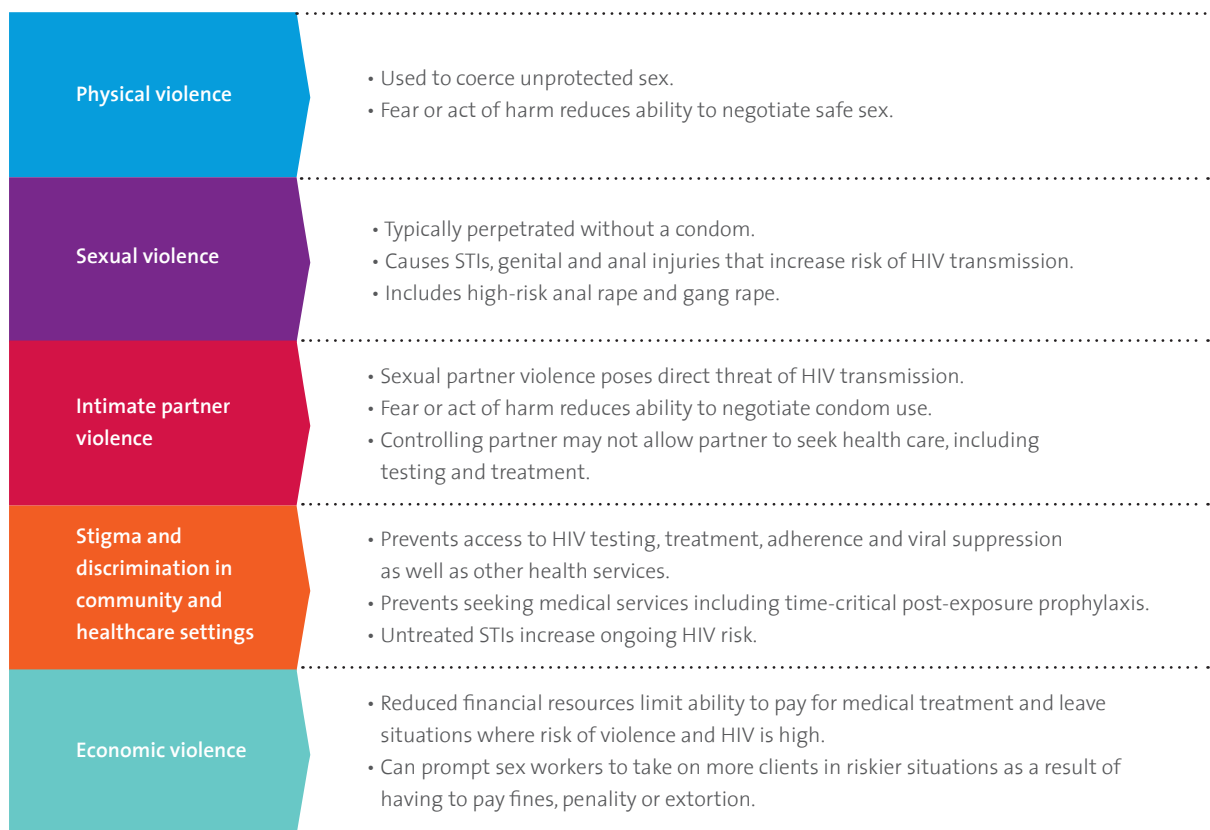 Physical violence
• Used to coerce unprotected sex.
• Fear or act of harm reduces ability to negotiate safe sex.
Sexual violence
• Typically perpetrated without a condom.
• Causes STIs, genital and anal injuries that increase risk of HIV transmission.
• Includes high-risk anal rape and gang rape.
Intimate partner
violence
• Sexual partner violence poses direct threat of HIV transmission.
• Fear or act of harm reduces ability to negotiate condom use.
• Controlling partner may not allow partner to seek health care, including
testing and treatment.
Stigma and
discrimination in
community and
healthcare settings
• Prevents access to HIV testing, treatment, adherence and viral suppression
as well as other health services.
• Prevents seeking medical services including time-critical post-exposure prophylaxis.
• Untreated STIs increase ongoing HIV risk.
Economic violence
• Reduced financial resources limit ability to pay for medical treatment and leave
situations where risk of violence and HIV is high.
• Can prompt sex workers to take on more clients in riskier situations as a result of
having to pay fines, penality or extortion.